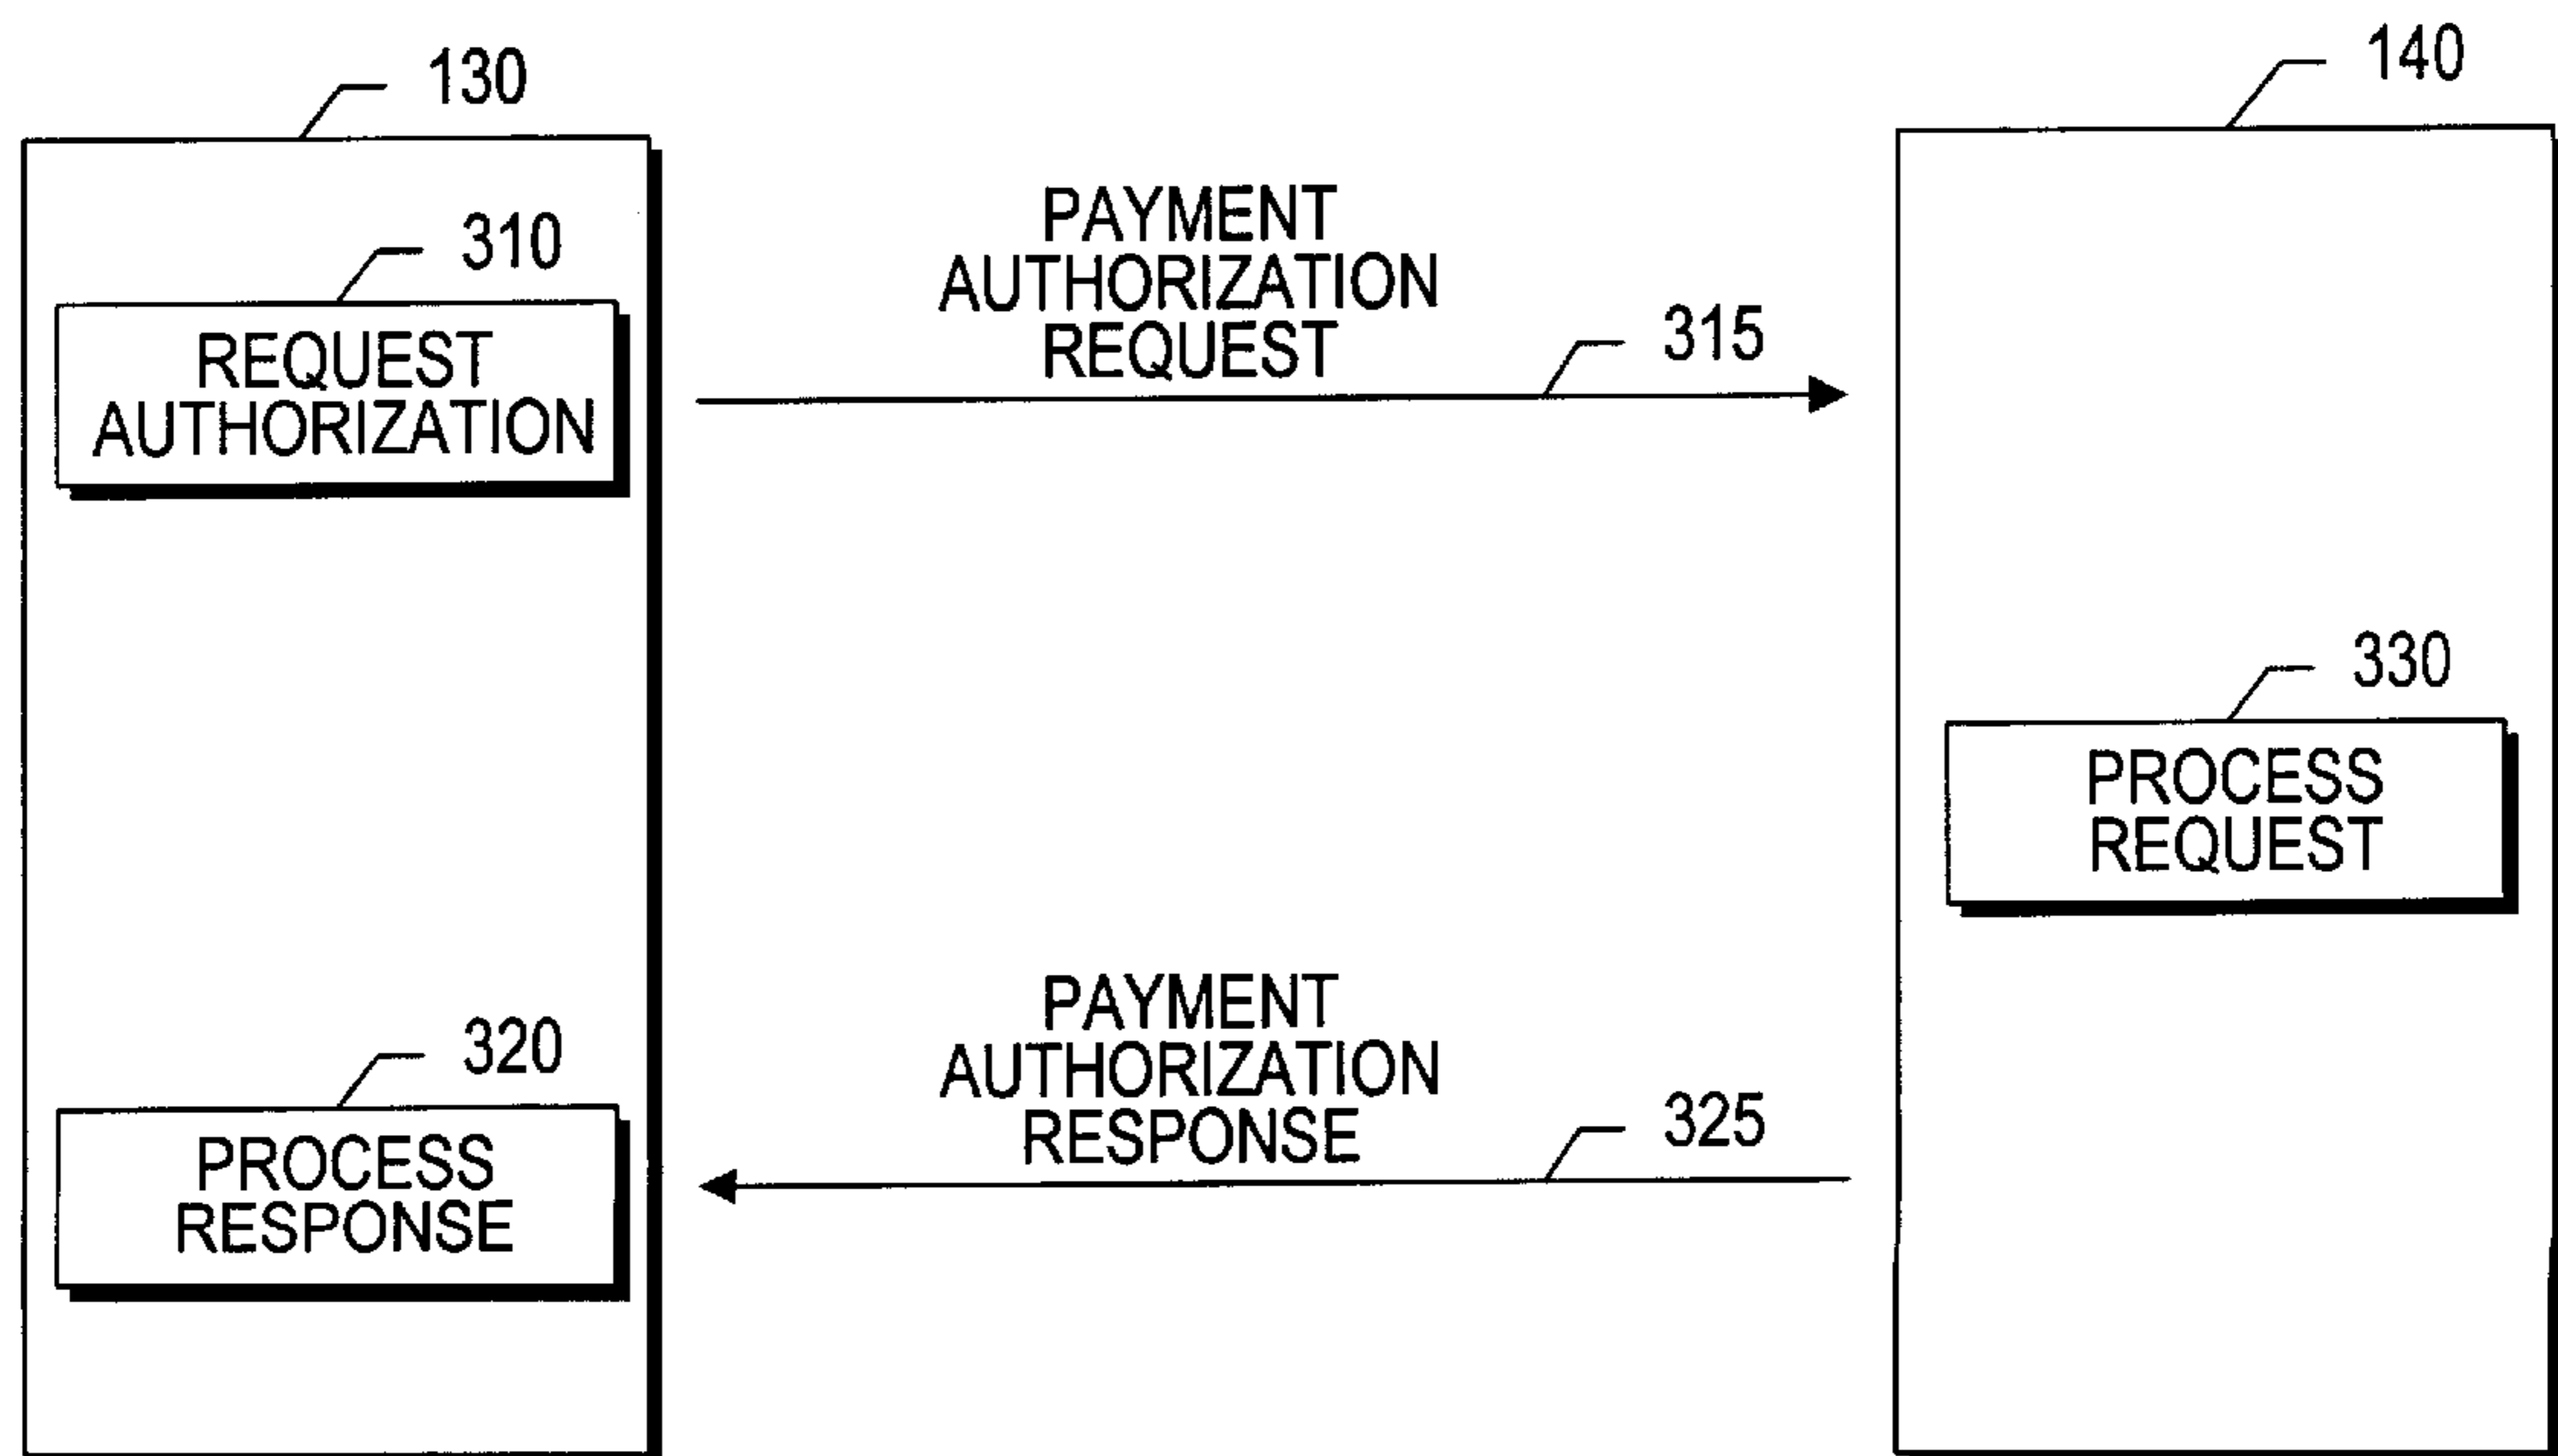 130
140
310
REQUEST
AUTHORIZATION
PAYMENT
AUTHORIZATION
REQUEST
315
330
PROCESS
REQUEST
320
PROCESS
RESPONSE
PAYMENT
AUTHORIZATION
RESPONSE
325